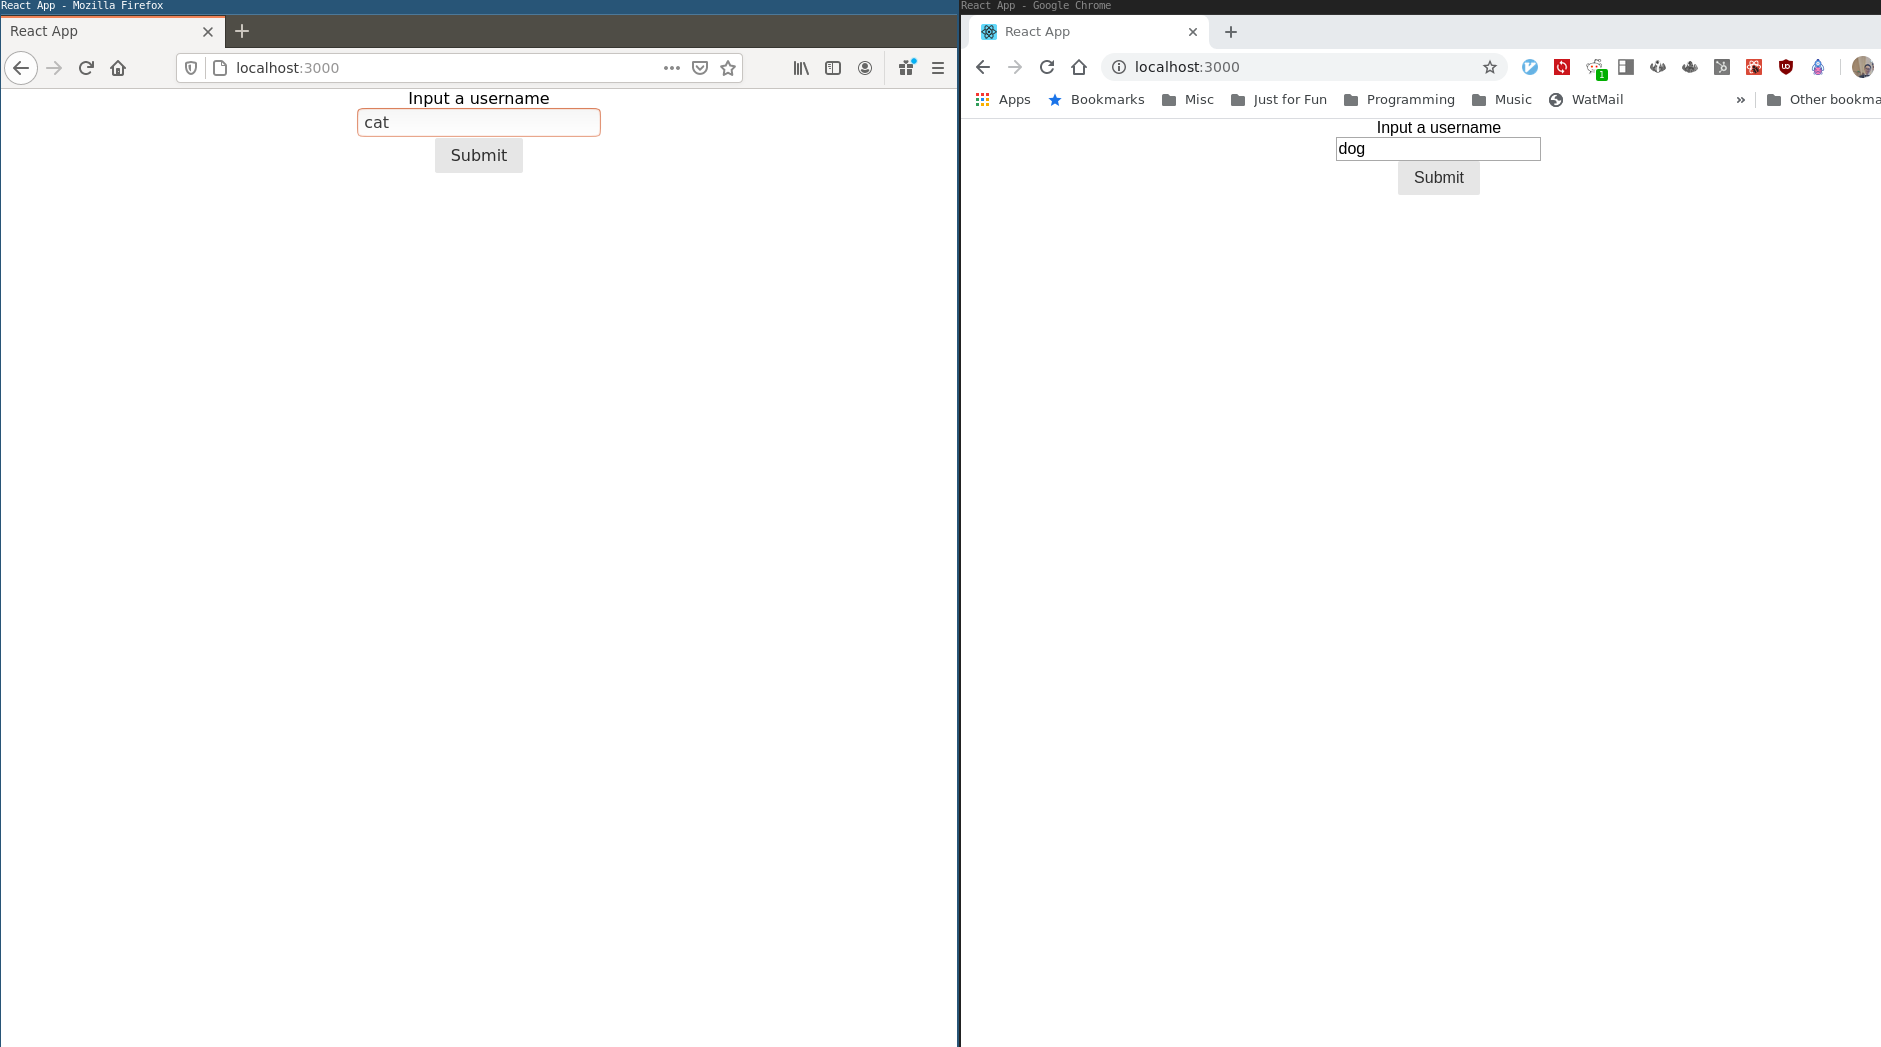 React App - Mozilla Firefox
React App
localhost:3000
Input a username
cat
Submit
React App - Google Chrome
React App
localhost:3000
1
Apps Bookmarks Misc Just for Fun Programming Music WatMail » Other bookma
Input a username
dog
Submit